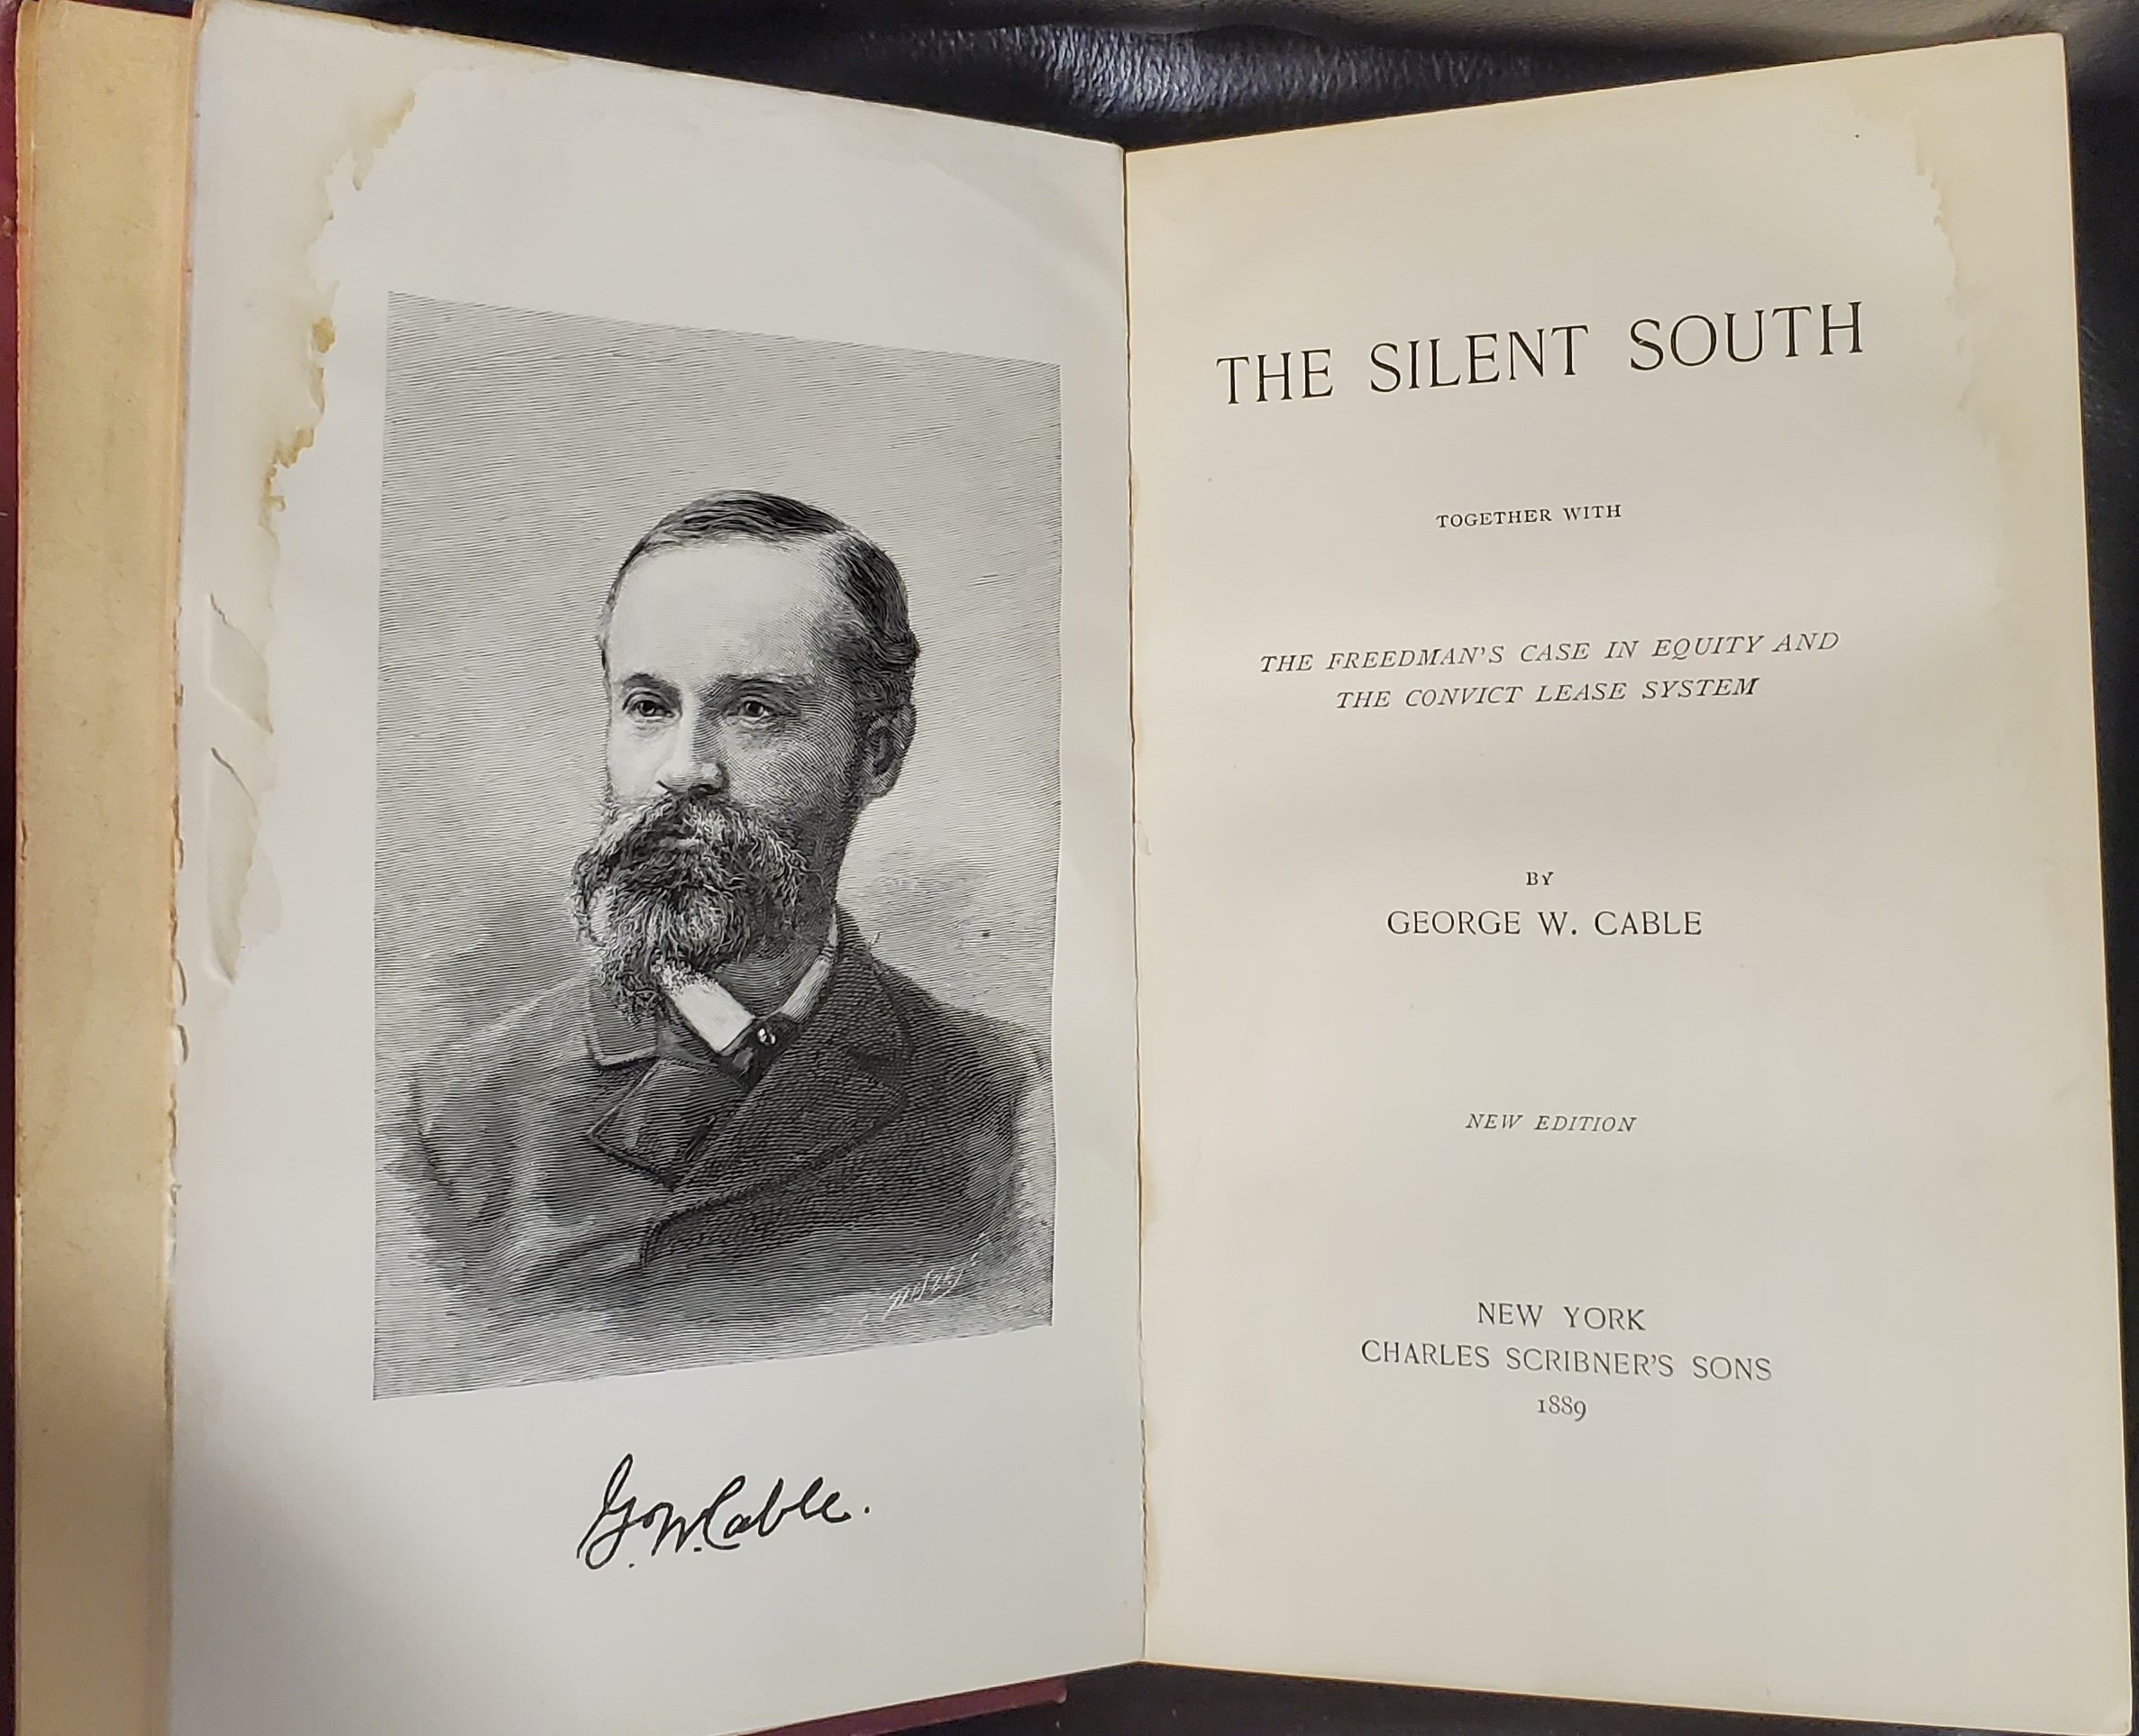 G. W. Cable.
THE SILENT SOUTH
TOGETHER WITH
THE FREEDMAN'S CASE IN EQUITY AND
THE CONVICT LEASE SYSTEM
BY
GEORGE W. CABLE
NEW EDITION
NEW YORK
CHARLES SCRIBNER'S SONS
1889